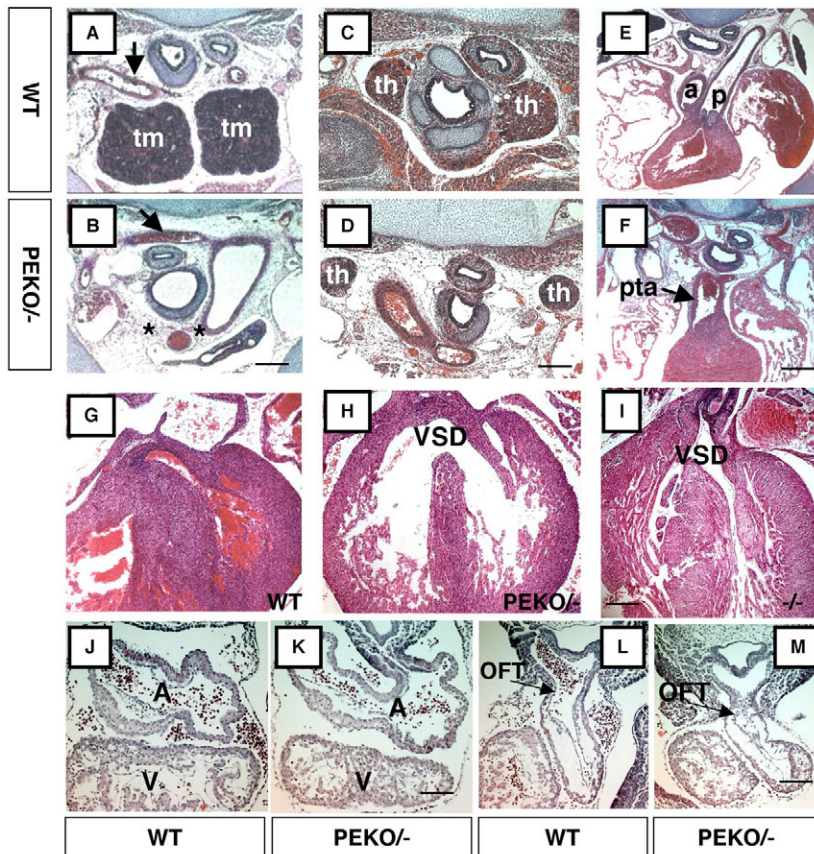 A
C
E
WT
tm
tm
th
th
a
p
B
D
F
PEKO/-
* *
th
th
pta
G
H
I
VSD
VSD
WT
PEKO/-
-/-
J
K
L
M
A
A
OFT
OFT
V
V
WT
PEKO/-
WT
PEKO/-